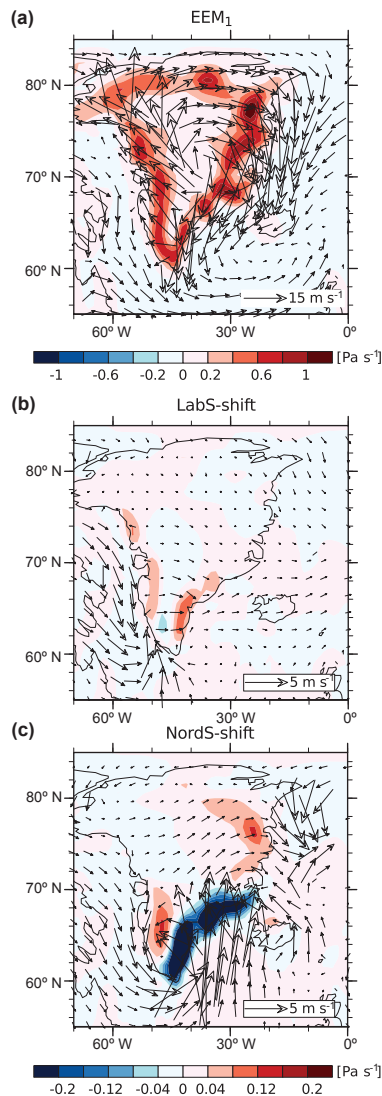 (a)
EEM₁
80° N
70° N
60° N
15 m s⁻¹
60° W
30° W
0°
[Pa s⁻¹]
-1
-0.6
-0.2
0
0.2
0.6
1
(b)
LabS-shift
80° N
70° N
60° N
5 m s⁻¹
60° W
30° W
0°
(c)
NordS-shift
80° N
70° N
60° N
5 m s⁻¹
60° W
30° W
0°
[Pa s⁻¹]
-0.2
-0.12
-0.04
0
0.04
0.12
0.2